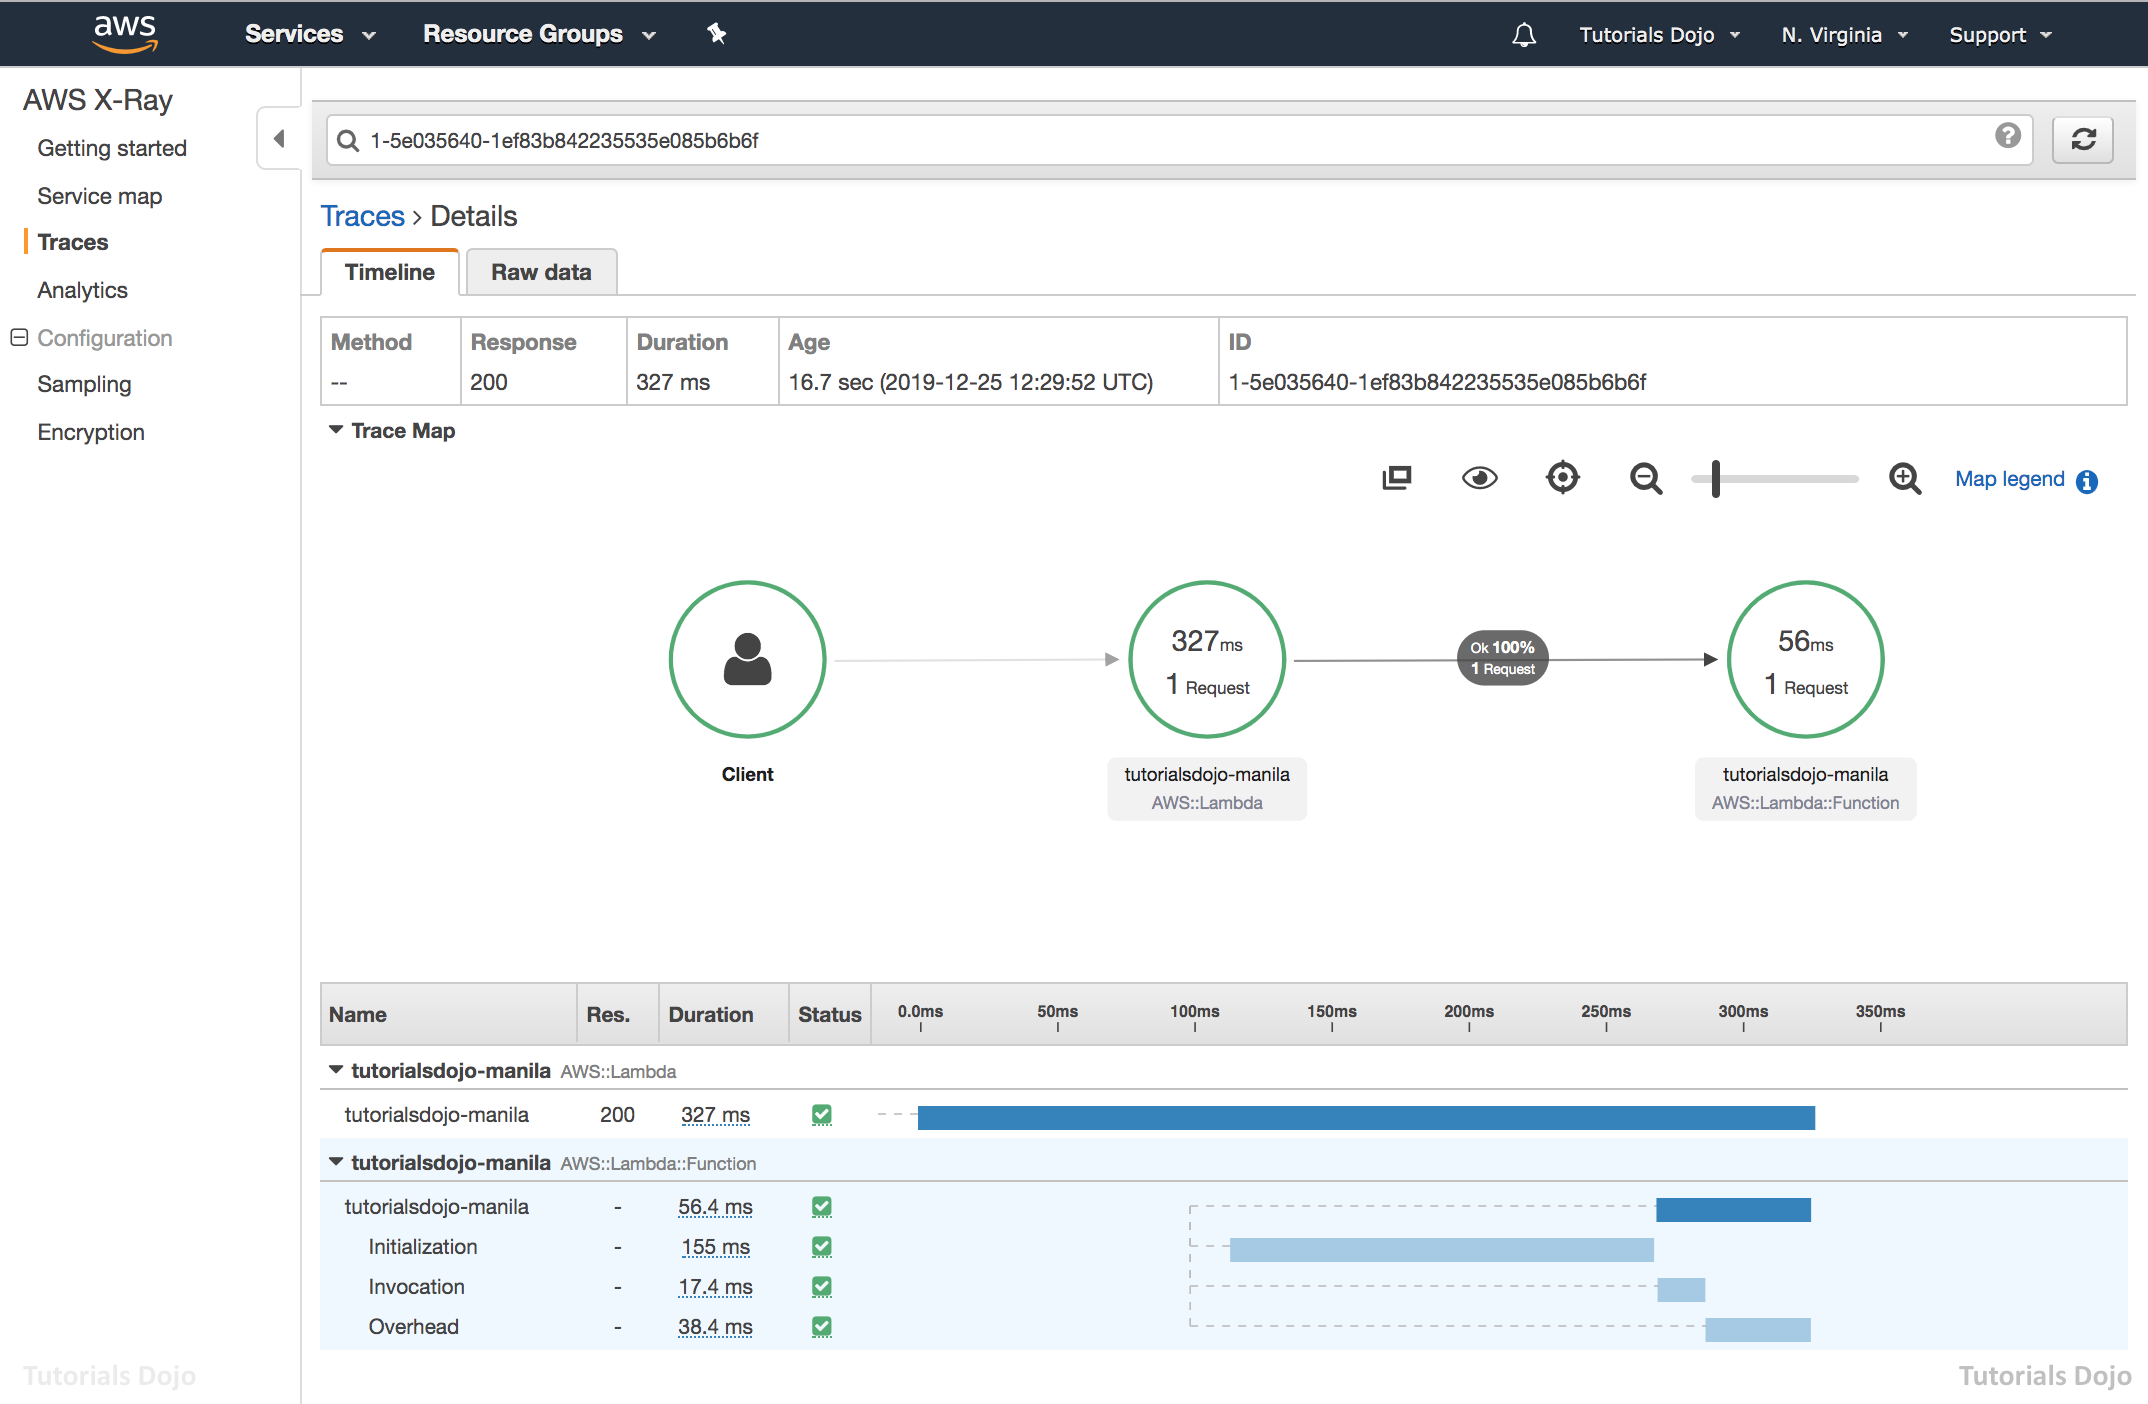 aws Services Resource Groups Tutorials Dojo N. Virginia Support
AWS X-Ray
Getting started
Service map
Traces
Analytics
Configuration
Sampling
Encryption
1-5e035640-1ef83b842235535e085b6b6f
Traces > Details
Timeline Raw data
Method Response Duration Age ID
-- 200 327 ms 16.7 sec (2019-12-25 12:29:52 UTC) 1-5e035640-1ef83b842235535e085b6b6f
Trace Map
Map legend
327ms
1 Request
Ok 100%
1 Request
56ms
1 Request
Client
tutorialsdojo-manila
AWS::Lambda
tutorialsdojo-manila
AWS::Lambda::Function
Name Res. Duration Status 0.0ms 50ms 100ms 150ms 200ms 250ms 300ms 350ms
tutorialsdojo-manila AWS::Lambda
tutorialsdojo-manila 200 327 ms
tutorialsdojo-manila AWS::Lambda::Function
tutorialsdojo-manila - 56.4 ms
Initialization - 155 ms
Invocation - 17.4 ms
Overhead - 38.4 ms
Tutorials Dojo
Tutorials Dojo